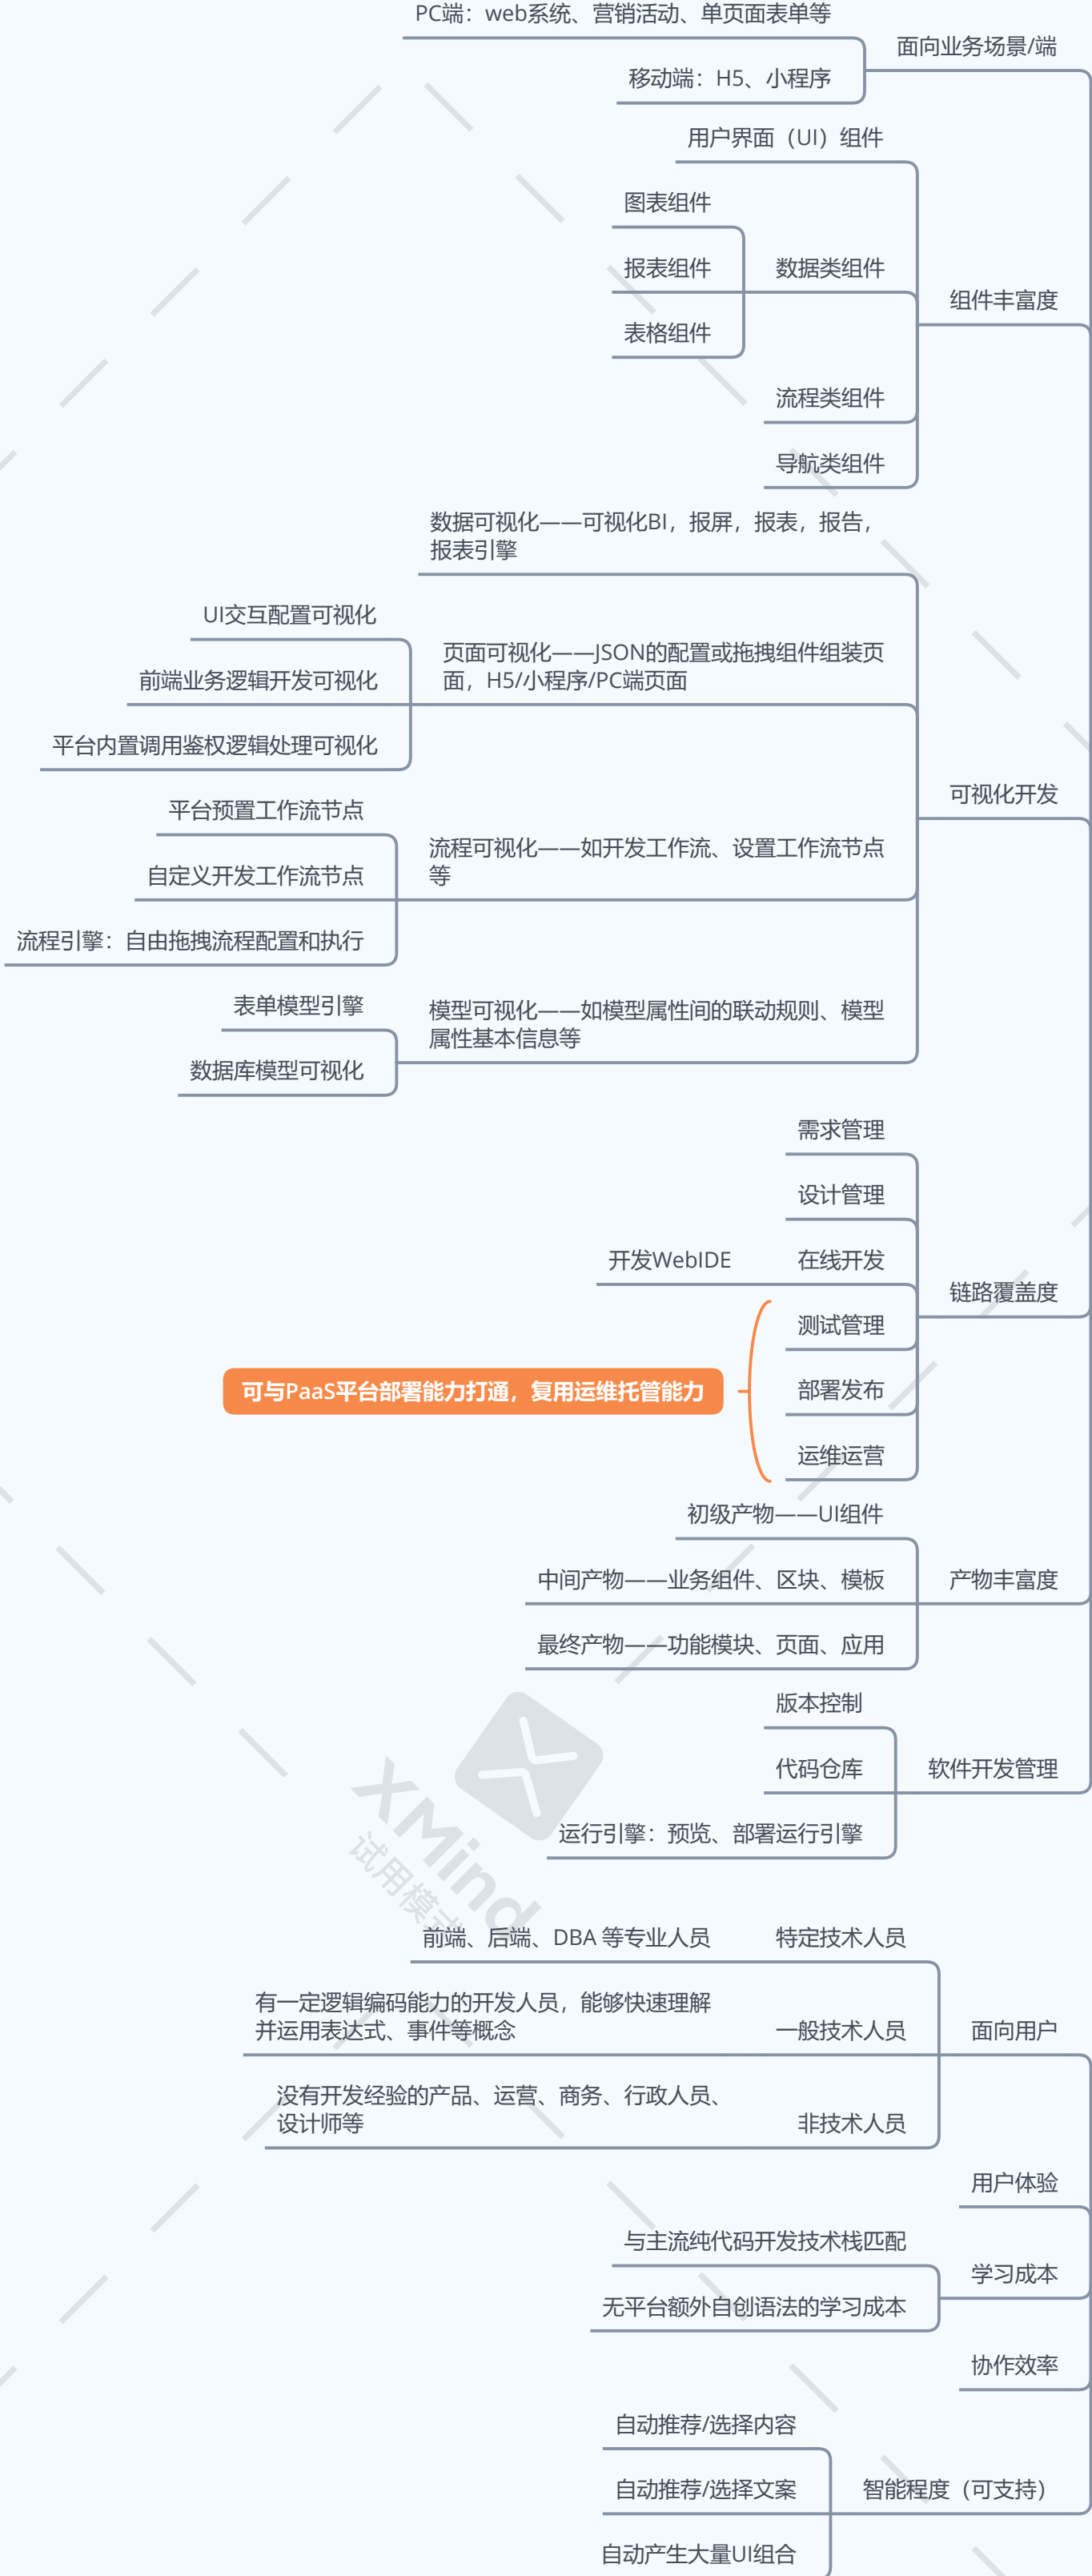 PC端：web系统、营销活动、单页面表单等
面向业务场景/端
移动端：H5、小程序
用户界面（UI）组件
图表组件
报表组件
数据类组件
组件丰富度
表格组件
流程类组件
导航类组件
数据可视化——可视化BI，报屏，报表，报告，
报表引擎
UI交互配置可视化
页面可视化——JSON的配置或拖拽组件组装页
面，H5/小程序/PC端页面
前端业务逻辑开发可视化
平台内置调用鉴权逻辑处理可视化
可视化开发
平台预置工作流节点
流程可视化——如开发工作流、设置工作流节点
等
自定义开发工作流节点
流程引擎：自由拖拽流程配置和执行
表单模型引擎
模型可视化——如模型属性间的联动规则、模型
属性基本信息等
数据库模型可视化
需求管理
设计管理
开发WebIDE
在线开发
链路覆盖度
测试管理
可与PaaS平台部署能力打通，复用运维托管能力
部署发布
运维运营
初级产物——UI组件
中间产物——业务组件、区块、模板
产物丰富度
最终产物——功能模块、页面、应用
版本控制
代码仓库
软件开发管理
运行引擎：预览、部署运行引擎
XMind
试用模式
前端、后端、DBA 等专业人员
特定技术人员
有一定逻辑编码能力的开发人员，能够快速理解
并运用表达式、事件等概念
一般技术人员
面向用户
没有开发经验的产品、运营、商务、行政人员、
设计师等
非技术人员
用户体验
与主流纯代码开发技术栈匹配
学习成本
无平台额外自创语法的学习成本
协作效率
自动推荐/选择内容
自动推荐/选择文案
智能程度（可支持）
自动产生大量UI组合